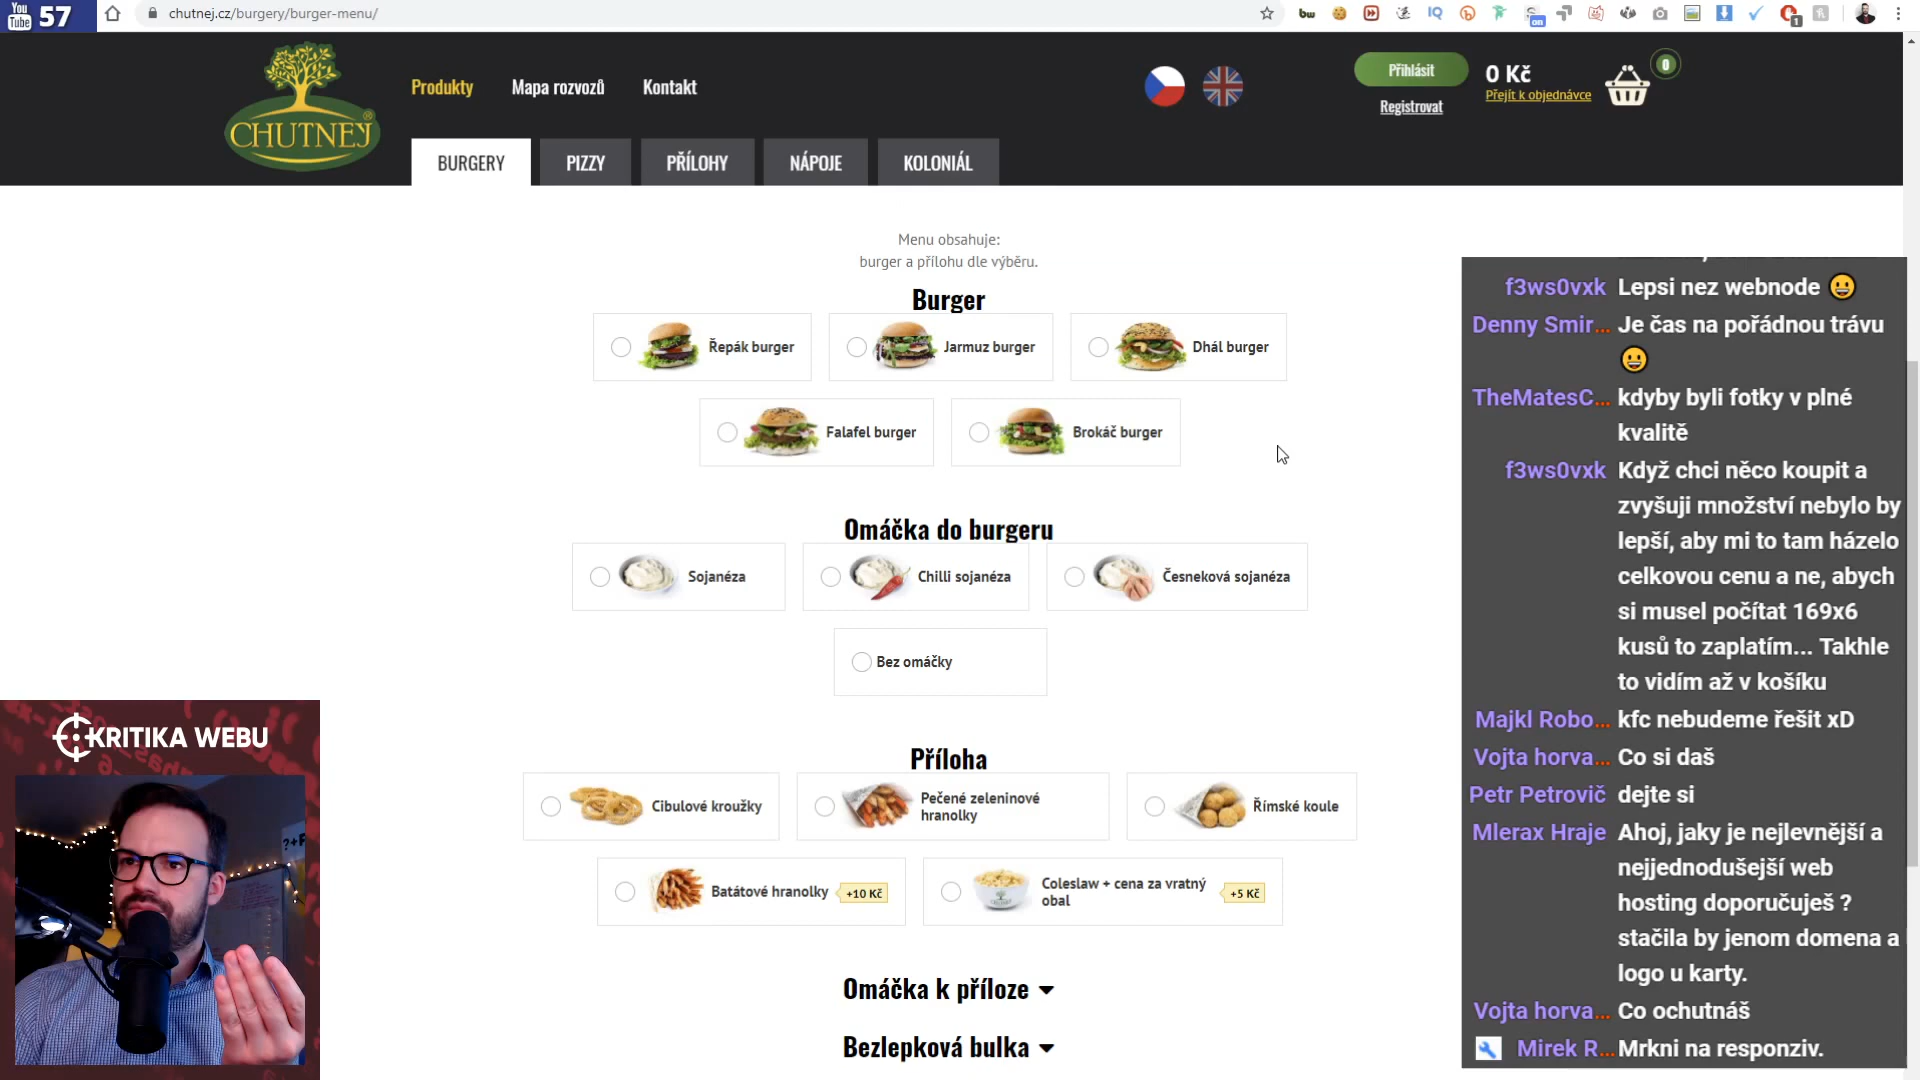 You
Tube 57
chutnej.cz/burgery/burger-menu/
CHUTNEJ®
Produkty
Mapa rozvozů
Kontakt
Přihlásit
Registrovat
0 Kč
Přejít k objednávce
0
BURGERY
PIZZY
PŘÍLOHY
NÁPOJE
KOLONIÁL
Menu obsahuje:
burger a přílohu dle výběru.
Burger
Řepák burger
Jarmuz burger
Dhál burger
Falafel burger
Brokáč burger
Omáčka do burgeru
Sojanéza
Chilli sojanéza
Česneková sojanéza
Bez omáčky
Příloha
Cibulové kroužky
Pečené zeleninové
hranolky
Římské koule
Batátové hranolky
+10 Kč
Coleslaw + cena za vratný
obal
+5 Kč
Omáčka k příloze
Bezlepková bulka
KRITIKA WEBU
f3ws0vxk Lepsi nez webnode 😀
Denny Smir... Je čas na pořádnou trávu
😀
TheMatesC... kdyby byli fotky v plné
kvalitě
f3ws0vxk Když chci něco koupit a
zvyšuji množství nebylo by
lepší, aby mi to tam házelo
celkovou cenu a ne, abych
si musel počítat 169x6
kusů to zaplatím... Takhle
to vidím až v košíku
Majkl Robo... kfc nebudeme řešit xD
Vojta horva... Co si daš
Petr Petrovič dejte si
Mlerax Hraje Ahoj, jaky je nejlevnější a
nejjednodušejší web
hosting doporučuješ ?
stačila by jenom domena a
logo u karty.
Vojta horva... Co ochutnáš
Mirek R... Mrkni na responziv.